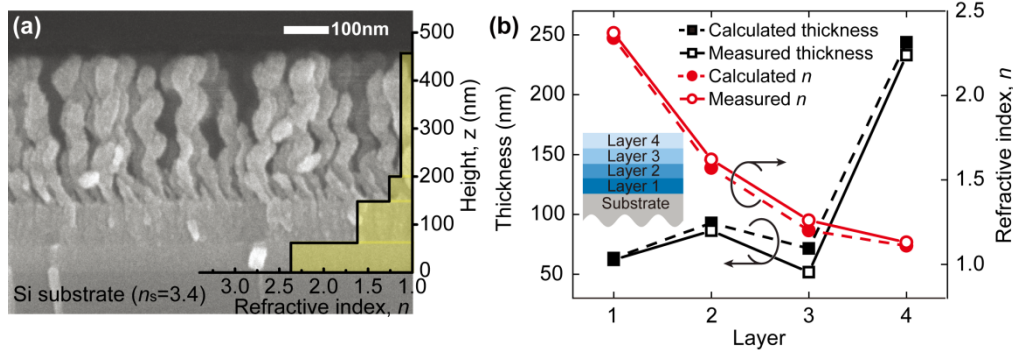 (a)
100nm
500
400
300
200
100
0
Height, z (nm)
3.0
2.5
2.0
1.5
1.0
Si substrate (ns=3.4)
Refractive index, n
(b)
Calculated thickness
Measured thickness
Calculated n
Measured n
250
200
150
100
50
Thickness (nm)
2.5
2.0
1.5
1.0
Refractive index, n
Layer 4
Layer 3
Layer 2
Layer 1
Substrate
1
2
3
4
Layer